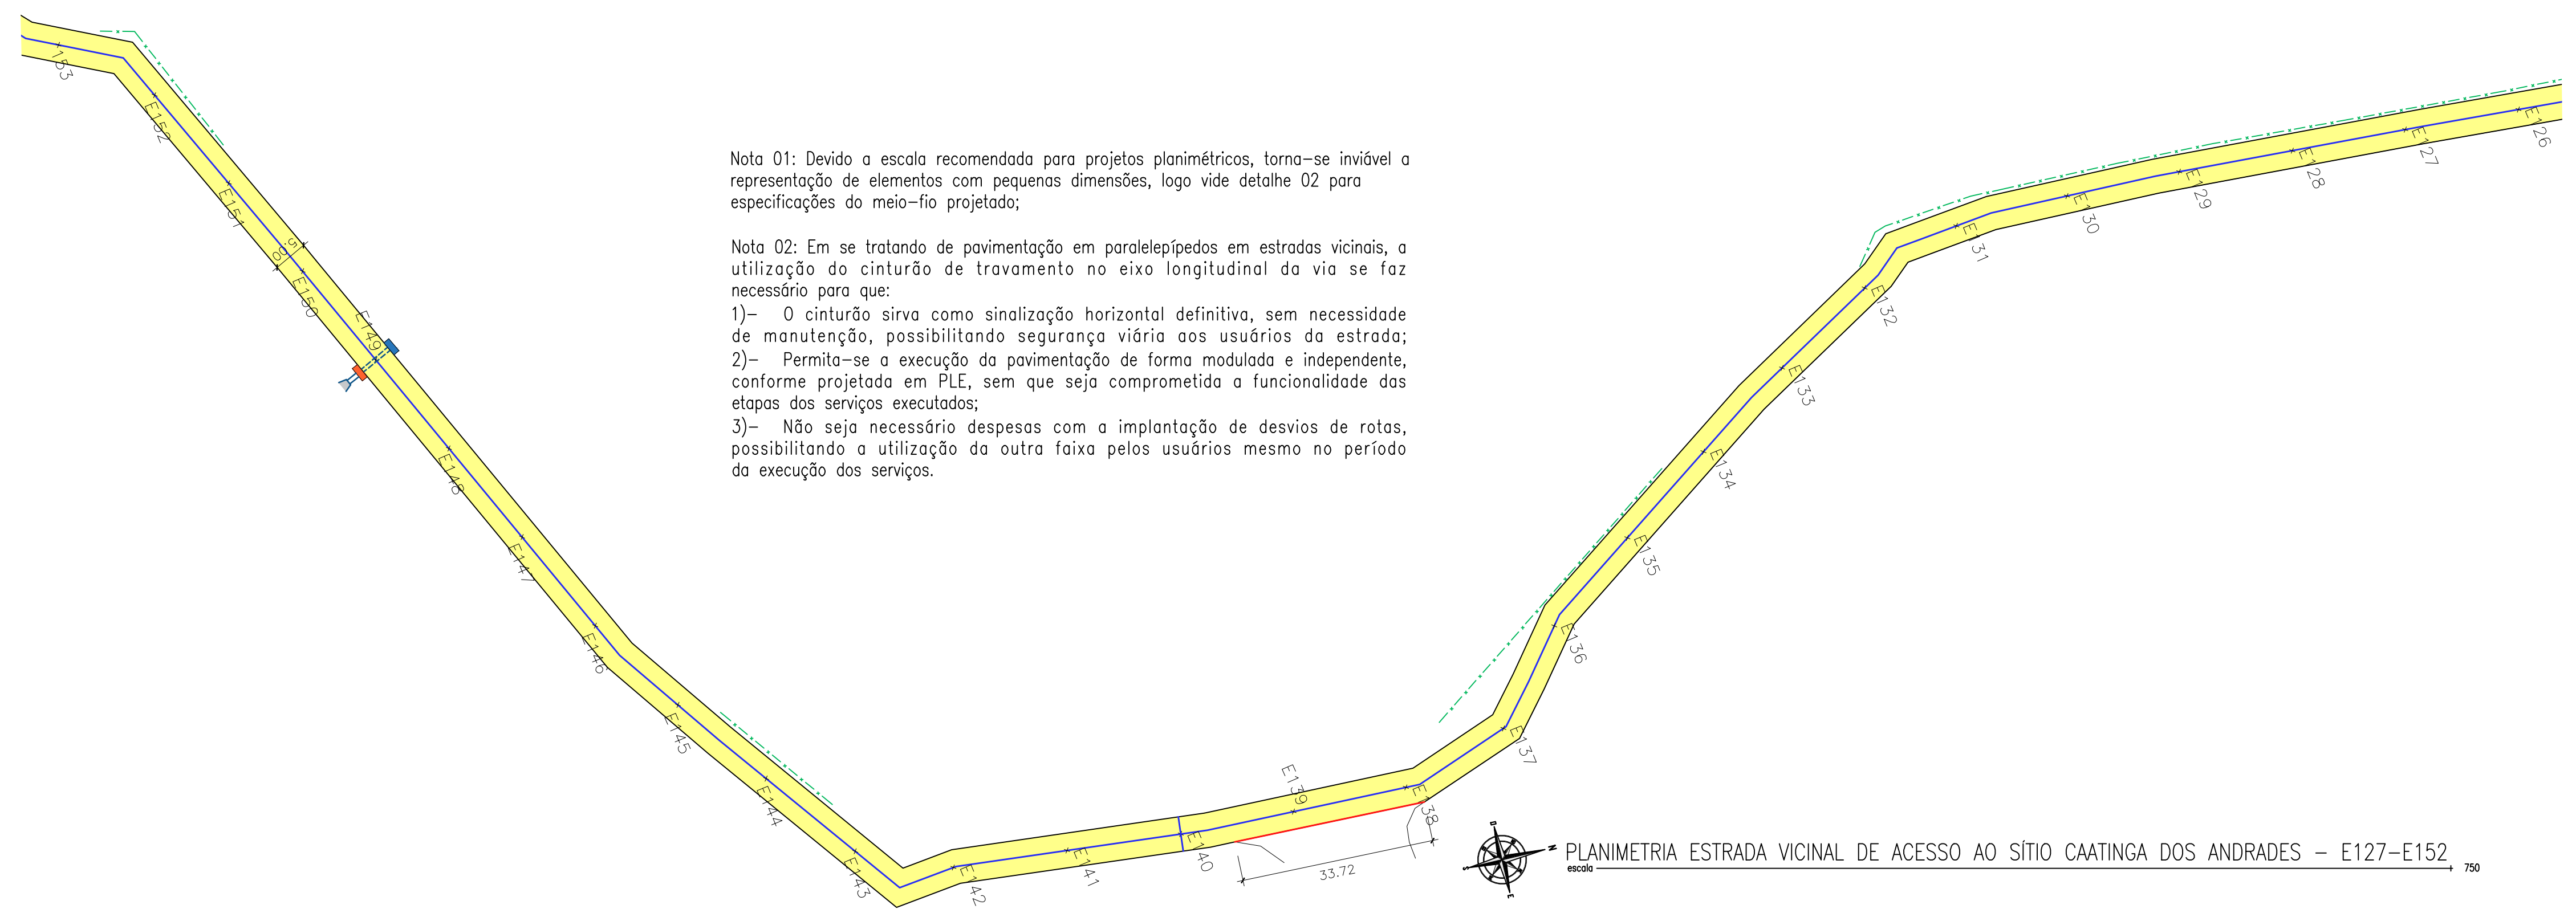 153
E152
E151
5.00
E150
E149
E148
E147
E146
E145
E144
E143
E142
E141
E140
E139
E138
33.72
E137
E136
E135
E134
E133
E132
E131
E130
E129
E128
E127
E126
Nota 01: Devido a escala recomendada para projetos planimétricos, torna-se inviável a
representação de elementos com pequenas dimensões, logo vide detalhe 02 para
especificações do meio-fio projetado;
Nota 02: Em se tratando de pavimentação em paralelepípedos em estradas vicinais, a
utilização do cinturão de travamento no eixo longitudinal da via se faz
necessário para que:
1)- O cinturão sirva como sinalização horizontal definitiva, sem necessidade
de manutenção, possibilitando segurança viária aos usuários da estrada;
2)- Permita-se a execução da pavimentação de forma modulada e independente,
conforme projetada em PLE, sem que seja comprometida a funcionalidade das
etapas dos serviços executados;
3)- Não seja necessário despesas com a implantação de desvios de rotas,
possibilitando a utilização da outra faixa pelos usuários mesmo no período
da execução dos serviços.
PLANIMETRIA ESTRADA VICINAL DE ACESSO AO SÍTIO CAATINGA DOS ANDRADES - E127-E152
escala 750